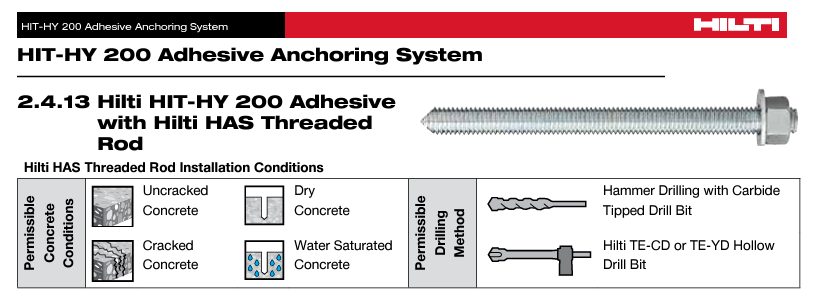 HIT-HY 200 Adhesive Anchoring System
HILTI
HIT-HY 200 Adhesive Anchoring System
2.4.13 Hilti HIT-HY 200 Adhesive
with Hilti HAS Threaded
Rod
Hilti HAS Threaded Rod Installation Conditions
Permissible
Concrete
Conditions
Uncracked
Concrete
Dry
Concrete
Cracked
Concrete
Water Saturated
Concrete
Permissible
Drilling
Method
Hammer Drilling with Carbide
Tipped Drill Bit
Hilti TE-CD or TE-YD Hollow
Drill Bit